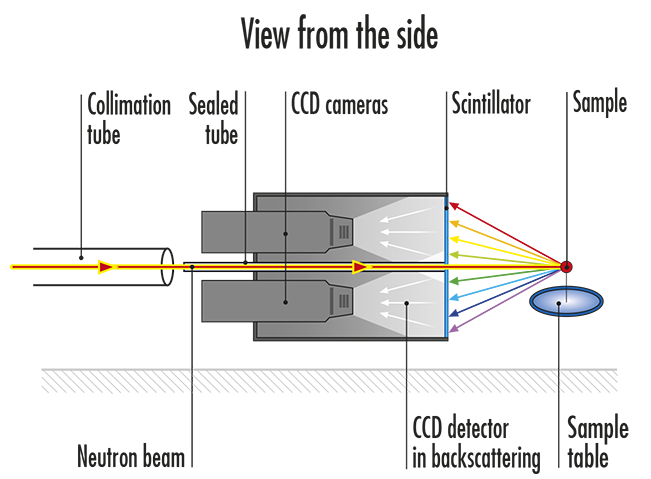 View from the side
Collimation
tube
Sealed
tube
CCD cameras
Scintillator
Sample
Neutron beam
CCD detector
in backscattering
Sample
table